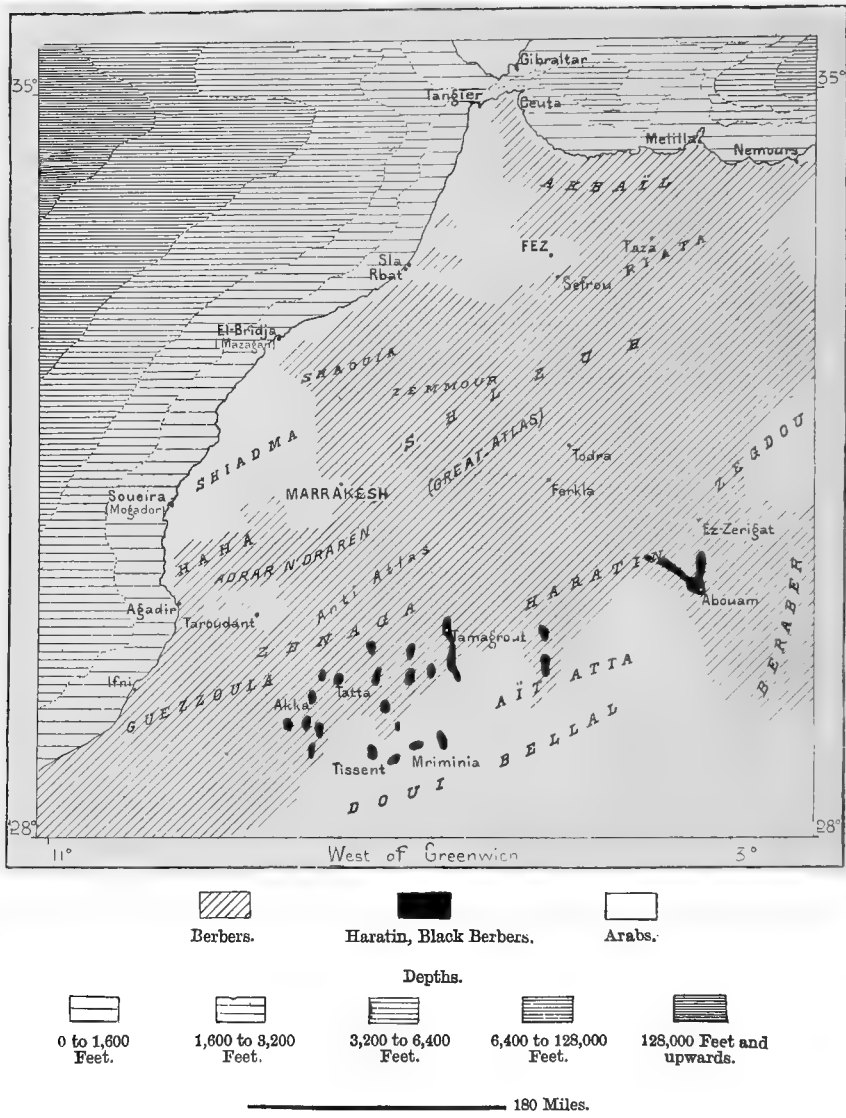 Gibraltar
35°
35°
Tangier
Ceuta
Melilla
Nemours
AKBAÏL
FEZ
Taza
RIATA
Sla
Rbat
Sefrou
El-Bridja
(Mazagan)
SHAOUIA
ZEMMOUR
SHLEUH
SHIADMA
(GREAT-ATLAS)
Todra
ZEGDOU
Soueira
(Mogador)
MARRÂKESH
Ferkla
Ez-Zerigat
HAHA
ADRAR N'DRAREN
Anti Atlas
HARATIN
Abouam
BERABER
Agadir
Taroudant
ZENAGA
Tamagrout
Ifni
GUEZZOULA
Tatta
AÏT ATTA
Akka
Tissent
Mriminia
DOUI BELLAL
28°
28°
11°
West of Greenwich
3°
Berbers.
Haratin, Black Berbers.
Arabs.
Depths.
0 to 1,600
Feet.
1,600 to 3,200
Feet.
3,200 to 6,400
Feet.
6,400 to 128,000
Feet.
128,000 Feet and
upwards.
180 Miles.